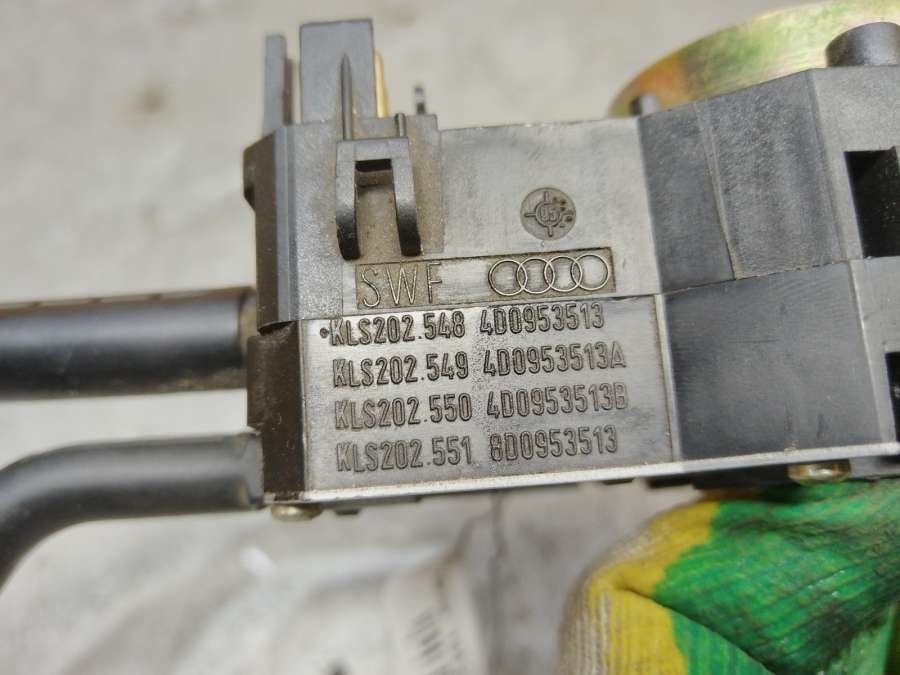 SWF
KLS202.548 4D0953513
KLS202.549 4D0953513A
KLS202.550 4D0953513B
KLS202.551 8D0953513